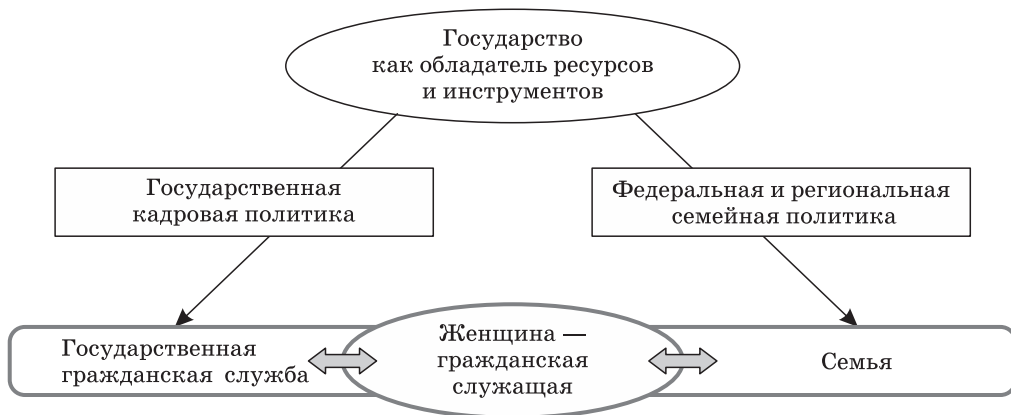 Государство
как обладатель ресурсов
и инструментов
Государственная
кадровая политика
Федеральная и региональная
семейная политика
Государственная
гражданская служба
Женщина —
гражданская
служащая
Семья